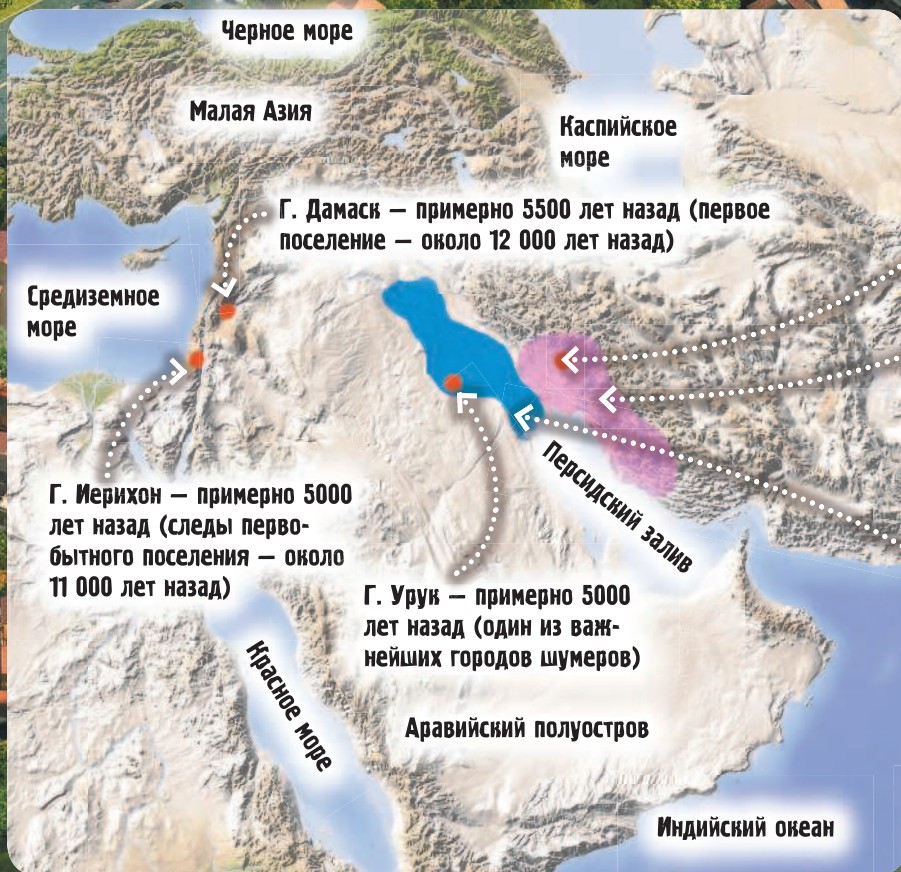 Черное море
Малая Азия
Каспийское
море
Г. Дамаск – примерно 5500 лет назад (первое
поселение – около 12 000 лет назад)
Средиземное
море
Г. Иерихон – примерно 5000
лет назад (следы перво-
бытного поселения – около
11 000 лет назад)
Персидский залив
Г. Урук – примерно 5000
лет назад (один из важ-
нейших городов шумеров)
Красное море
Аравийский полуостров
Индийский океан